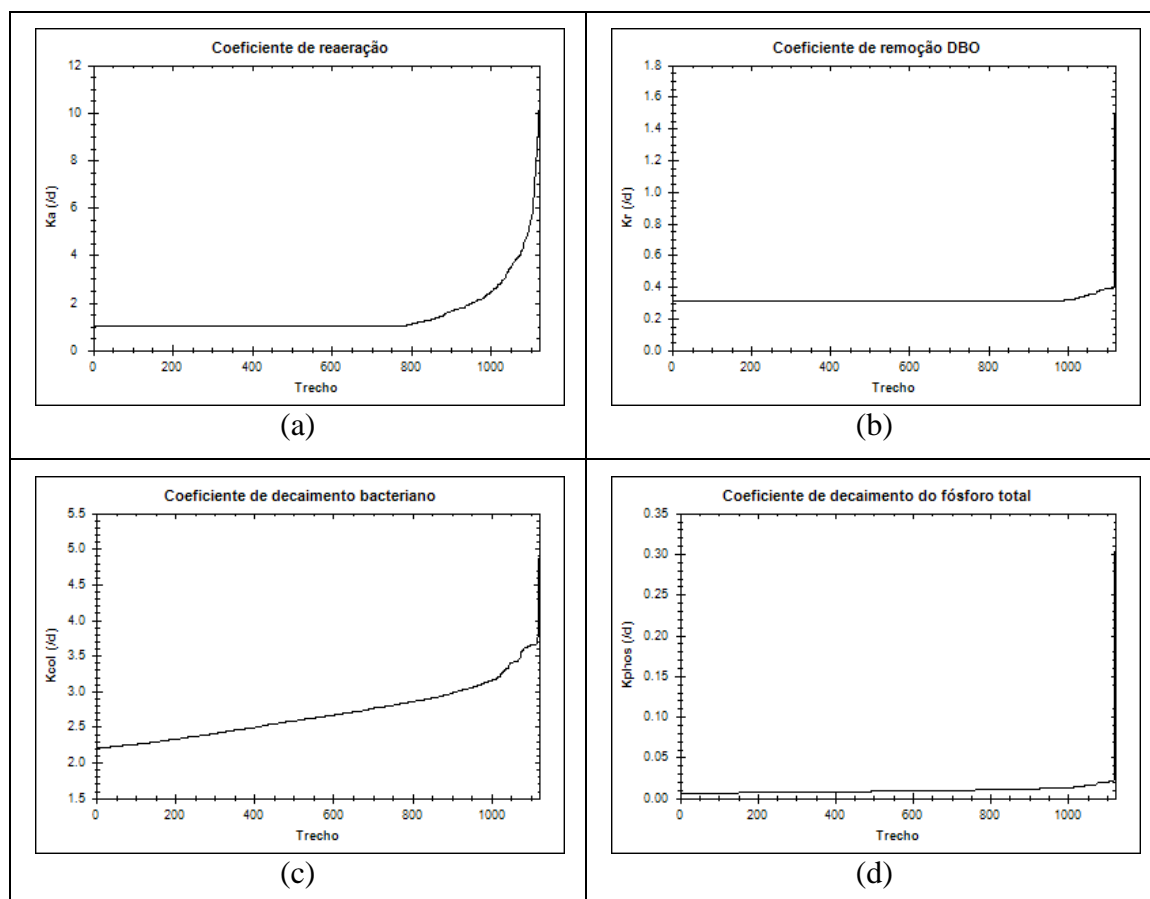 Coeficiente de reaeração
12
10
8
6
4
2
0
Ka (/d)
0 200 400 600 800 1000
Trecho
(a)
Coeficiente de remoção DBO
1.8
1.6
1.4
1.2
1.0
0.8
0.6
0.4
0.2
0.0
Kr (/d)
0 200 400 600 800 1000
Trecho
(b)
Coeficiente de decaimento bacteriano
5.5
5.0
4.5
4.0
3.5
3.0
2.5
2.0
1.5
Kcol (/d)
0 200 400 600 800 1000
Trecho
(c)
Coeficiente de decaimento do fósforo total
0.35
0.30
0.25
0.20
0.15
0.10
0.05
0.00
Kphos (/d)
0 200 400 600 800 1000
Trecho
(d)